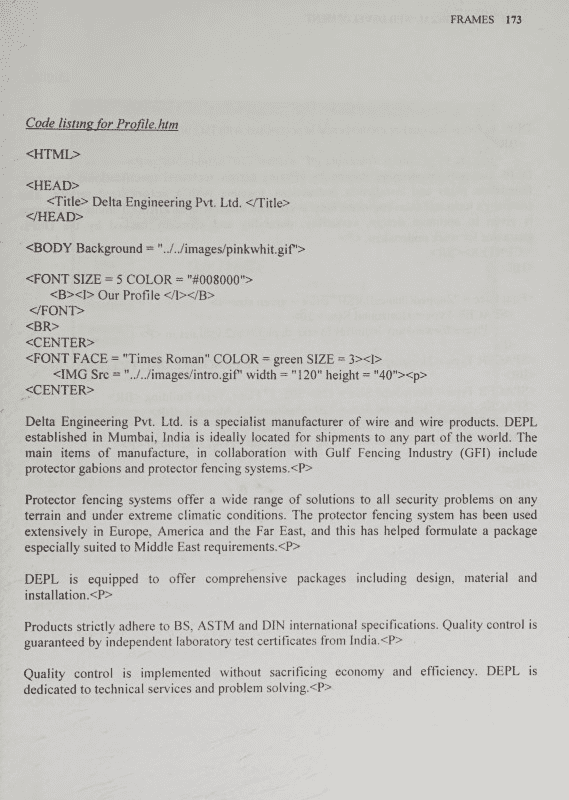 FRAMES 173
Code listing for Profile.htm
<HTML>
<HEAD>
<Title> Delta Engineering Pvt. Ltd. </Title>
</HEAD>
<BODY Background = "../../images/pinkwhit.gif">
<FONT SIZE = 5 COLOR = "#008000">
<B><I> Our Profile </I></B>
</FONT>
<BR>
<CENTER>
<FONT FACE = "Times Roman" COLOR = green SIZE = 3><I>
<IMG Src = "../../images/intro.gif" width = "120" height = "40"><p>
<CENTER>
Delta Engineering Pvt. Ltd. is a specialist manufacturer of wire and wire products. DEPL
established in Mumbai, India is ideally located for shipments to any part of the world. The
main items of manufacture, in collaboration with Gulf Fencing Industry (GFI) include
protector gabions and protector fencing systems.<P>
Protector fencing systems offer a wide range of solutions to all security problems on any
terrain and under extreme climatic conditions. The protector fencing system has been used
extensively in Europe, America and the Far East, and this has helped formulate a package
especially suited to Middle East requirements.<P>
DEPL is equipped to offer comprehensive packages including design, material and
installation.<P>
Products strictly adhere to BS, ASTM and DIN international specifications. Quality control is
guaranteed by independent laboratory test certificates from India.<P>
Quality control is implemented without sacrificing economy and efficiency. DEPL is
dedicated to technical services and problem solving.<P>